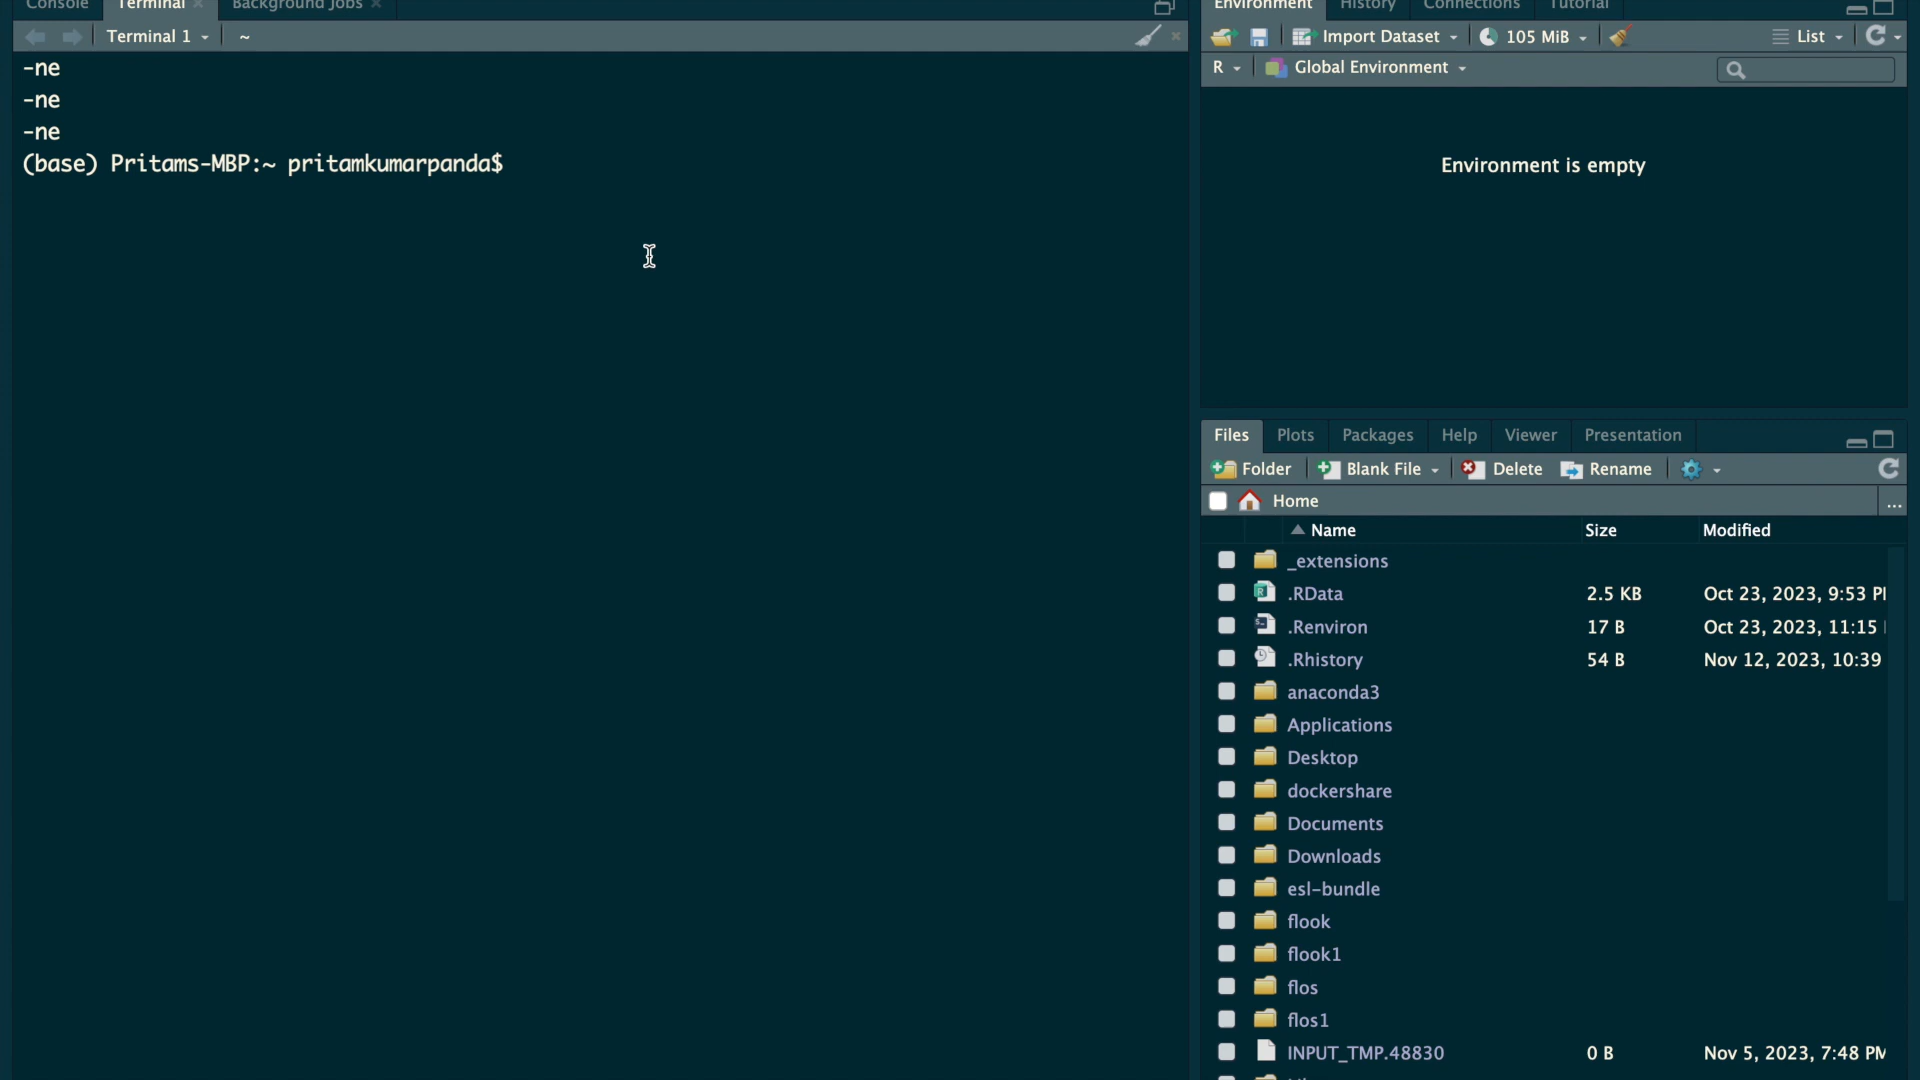 Console Terminal Background Jobs
Terminal 1 ~
-ne
-ne
-ne
(base) Pritams-MBP:~ pritamkumarpanda$
Environment History Connections Tutorial
Import Dataset 105 MiB List
R Global Environment
Environment is empty
Files Plots Packages Help Viewer Presentation
Folder Blank File Delete Rename
Home ...
Name Size Modified
_extensions
.RData 2.5 KB Oct 23, 2023, 9:53 P
.Renviron 17 B Oct 23, 2023, 11:15
.Rhistory 54 B Nov 12, 2023, 10:39
anaconda3
Applications
Desktop
dockershare
Documents
Downloads
esl-bundle
flook
flook1
flos
flos1
INPUT_TMP.48830 0 B Nov 5, 2023, 7:48 PM